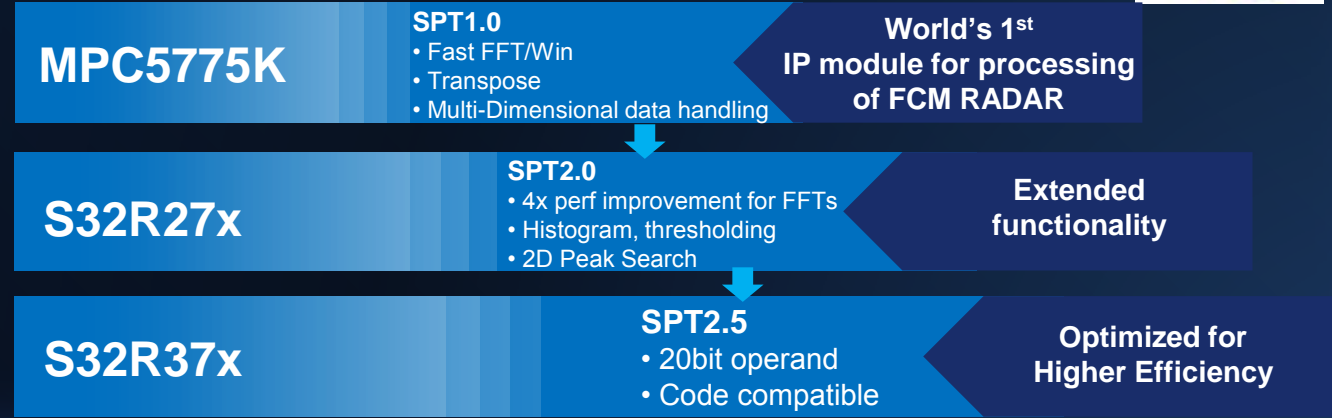 MPC5775K
SPT1.0
• Fast FFT/Win
• Transpose
• Multi-Dimensional data handling
World's 1st
IP module for processing
of FCM RADAR
S32R27x
SPT2.0
• 4x perf improvement for FFTs
• Histogram, thresholding
• 2D Peak Search
Extended
functionality
S32R37x
SPT2.5
• 20bit operand
• Code compatible
Optimized for
Higher Efficiency